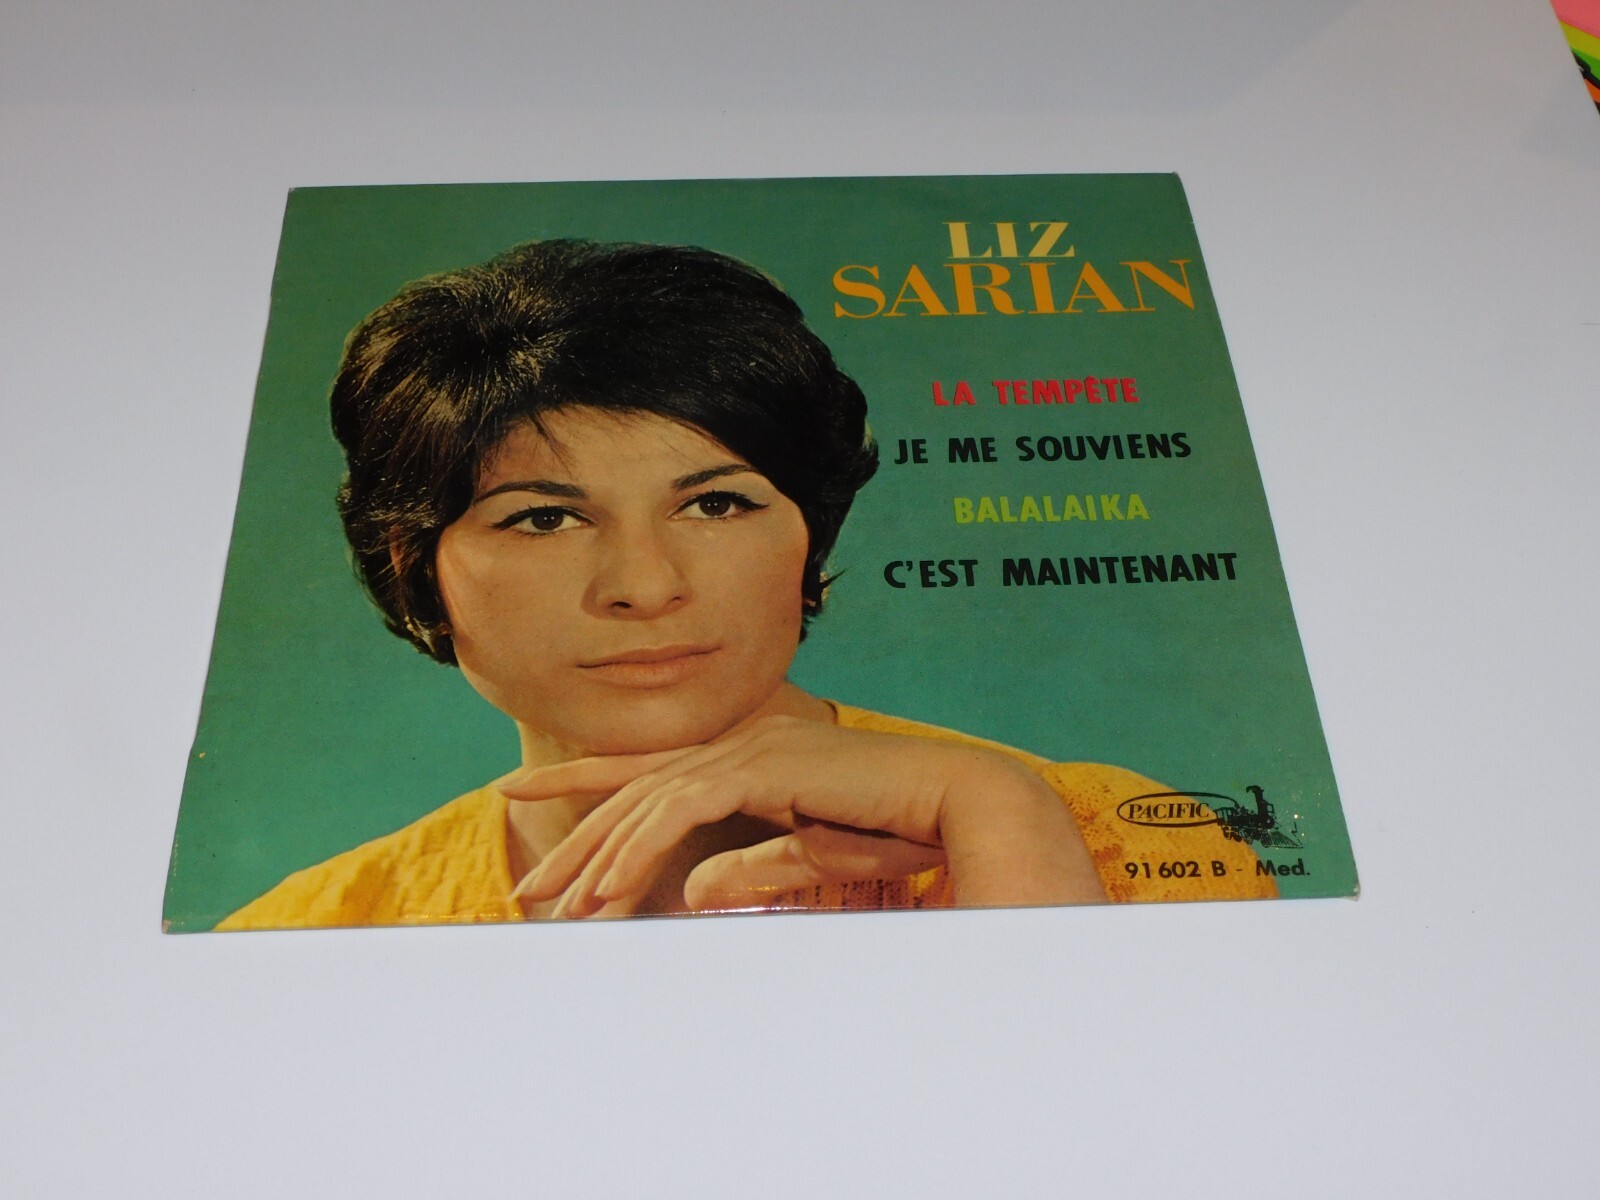 LIZ
SARIAN
LA TEMPÊTE
JE ME SOUVIENS
BALALAIKA
C'EST MAINTENANT
PACIFIC
91 602 B - Med.